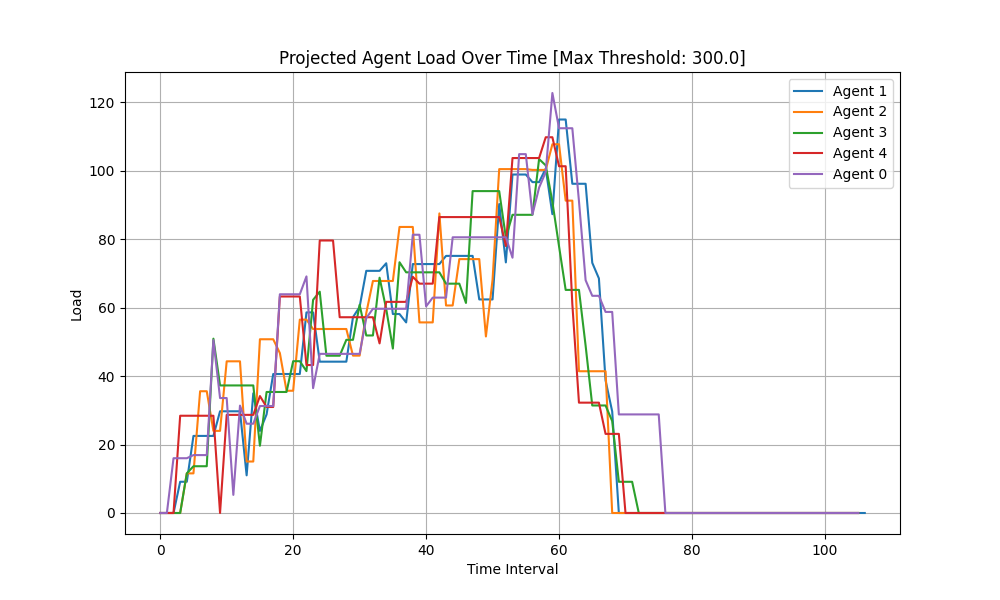 Projected Agent Load Over Time [Max Threshold: 300.0]
Agent 1
Agent 2
Agent 3
Agent 4
Agent 0
120
100
80
60
40
20
0
Load
0 20 40 60 80 100
Time Interval